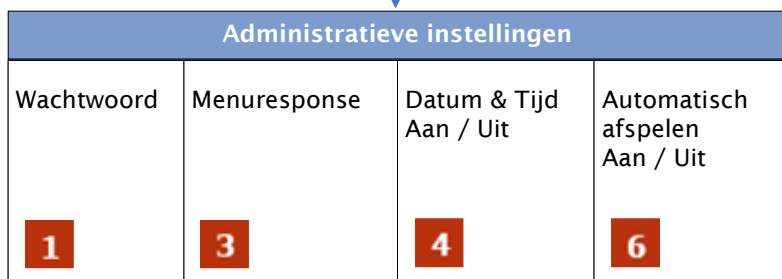 Administratieve instellingen
Wachtwoord
1
Menuresponse
3
Datum & Tijd
Aan / Uit
4
Automatisch
afspelen
Aan / Uit
6